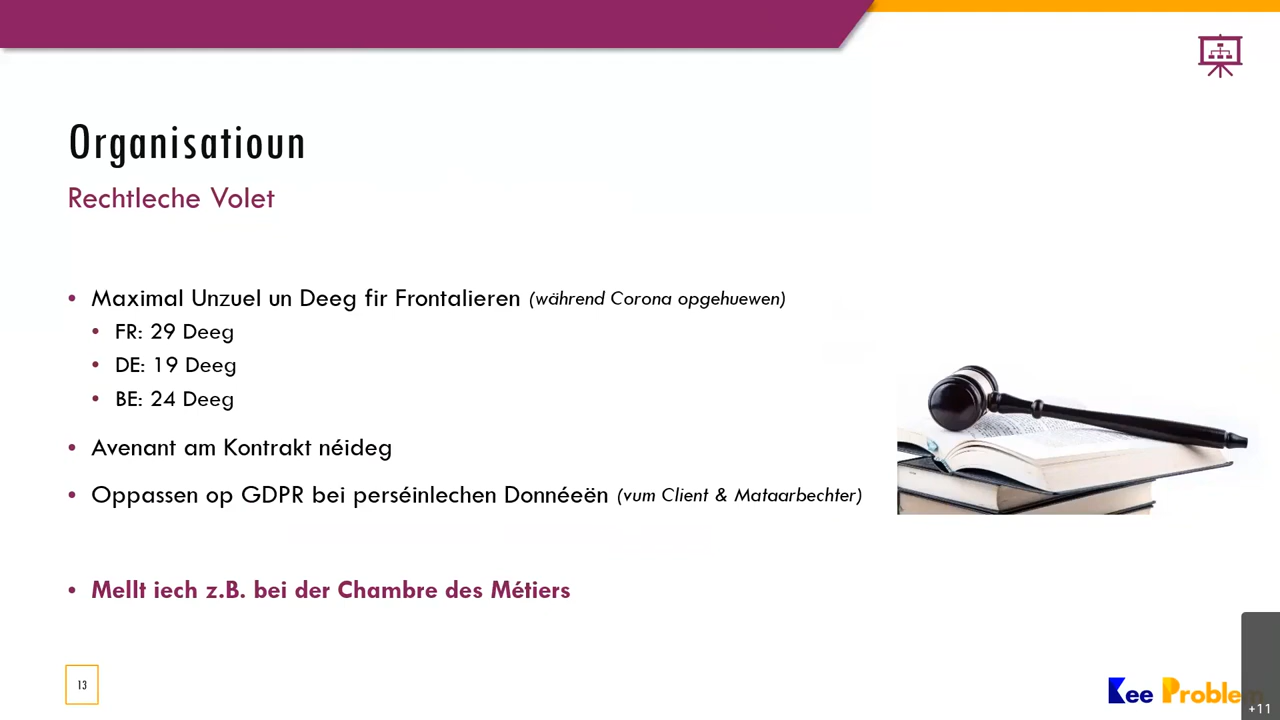 Organisatioun
Rechtleche Volet
• Maximal Unzuel un Deeg fir Frontalieren (während Corona opgehuewen)
• FR: 29 Deeg
• DE: 19 Deeg
• BE: 24 Deeg
• Avenant am Kontrakt néideg
• Oppassen op GDPR bei perséinlechen Donnéeën (vum Client & Mataarbechter)
• Mellt iech z.B. bei der Chambre des Métiers
13
Kee Problem
+11